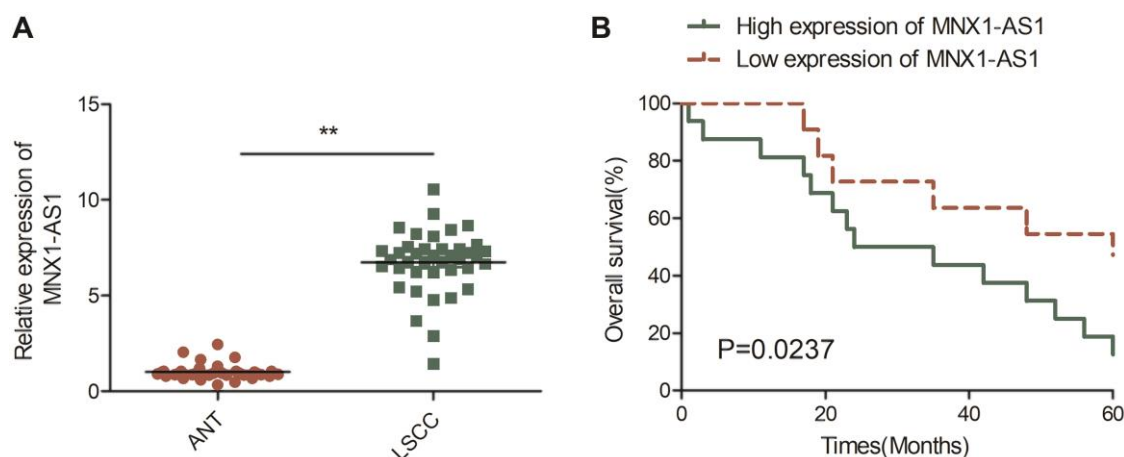 A
Relative expression of
MNX1-AS1
15
10
5
0
**
ANT
LSCC
B
High expression of MNX1-AS1
Low expression of MNX1-AS1
Overall survival(%)
100
80
60
40
20
0
P=0.0237
0
20
40
60
Times(Months)